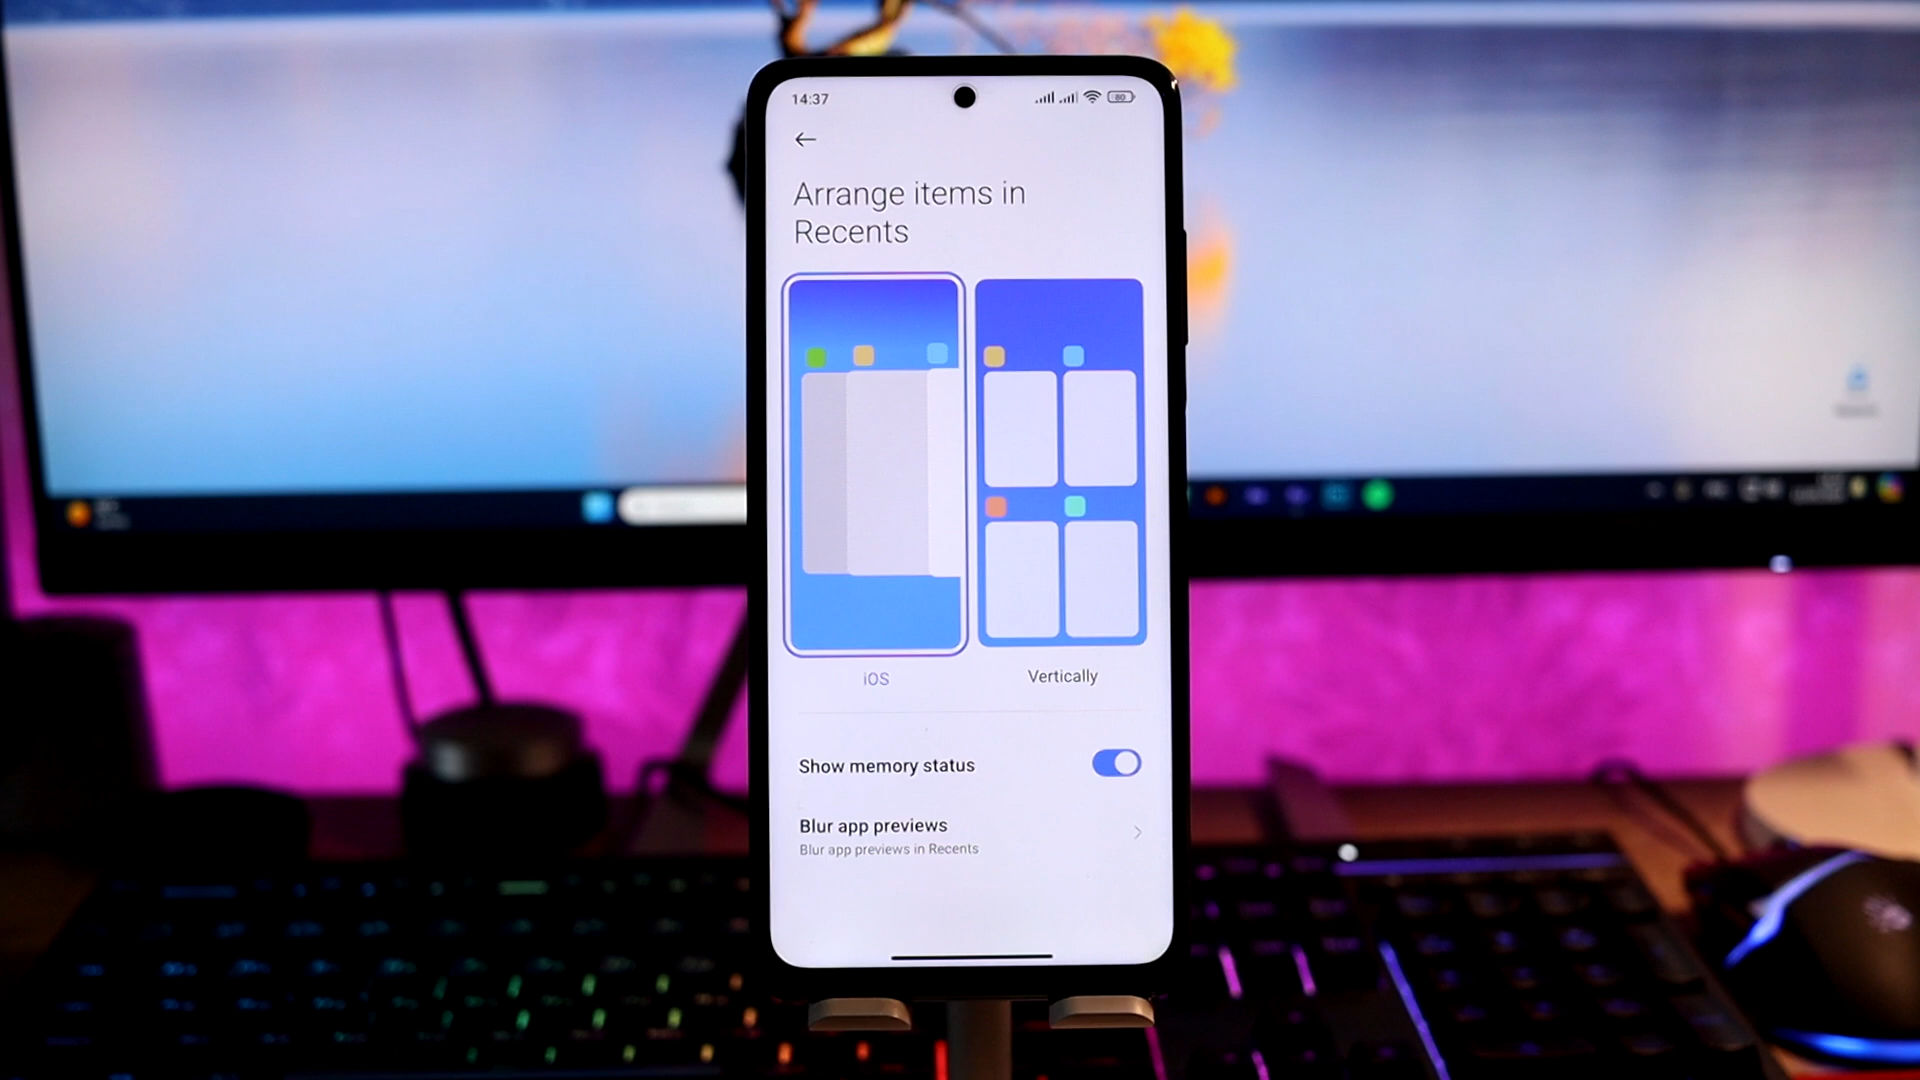 14:37
80
Arrange items in
Recents
iOS
Vertically
Show memory status
Blur app previews
Blur app previews in Recents